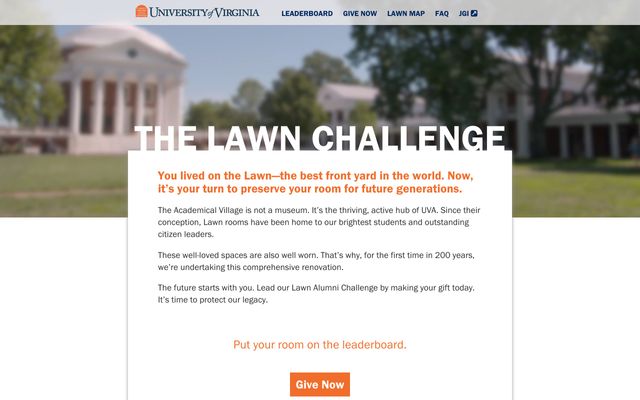 UNIVERSITY of VIRGINIA LEADERBOARD GIVE NOW LAWN MAP FAQ JGI
THE LAWN CHALLENGE
You lived on the Lawn—the best front yard in the world. Now,
it’s your turn to preserve your room for future generations.
The Academical Village is not a museum. It’s the thriving, active hub of UVA. Since their
conception, Lawn rooms have been home to our brightest students and outstanding
citizen leaders.
These well-loved spaces are also well worn. That’s why, for the first time in 200 years,
we’re undertaking this comprehensive renovation.
The future starts with you. Lead our Lawn Alumni Challenge by making your gift today.
It’s time to protect our legacy.
Put your room on the leaderboard.
Give Now